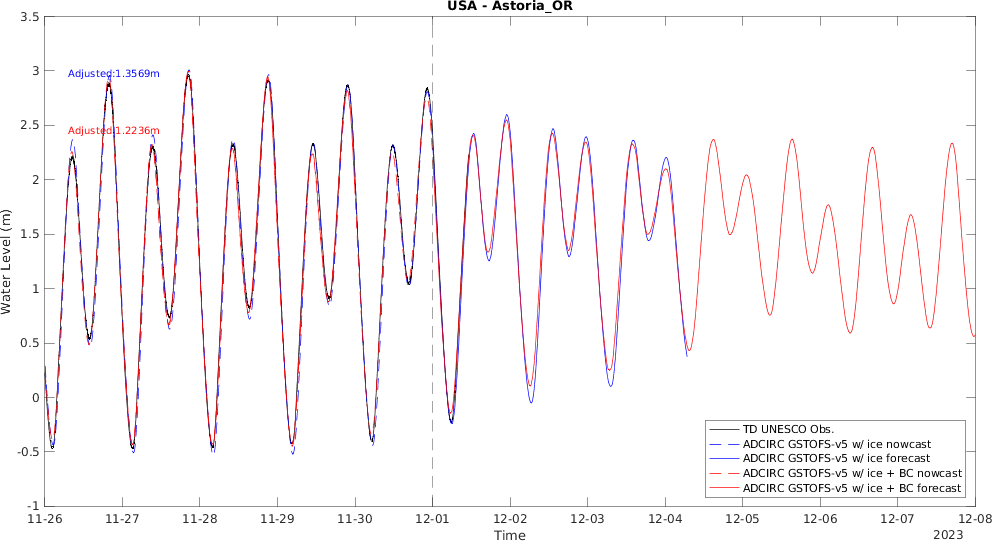 USA - Astoria_OR
3.5
3
2.5
2
1.5
1
0.5
0
-0.5
-1
Water Level (m)
Adjusted:1.3569m
Adjusted:1.2236m
TD UNESCO Obs.
ADCIRC GSTOFS-v5 w/ ice nowcast
ADCIRC GSTOFS-v5 w/ ice forecast
ADCIRC GSTOFS-v5 w/ ice + BC nowcast
ADCIRC GSTOFS-v5 w/ ice + BC forecast
11-26 11-27 11-28 11-29 11-30 12-01 12-02 12-03 12-04 12-05 12-06 12-07 12-08
Time
2023